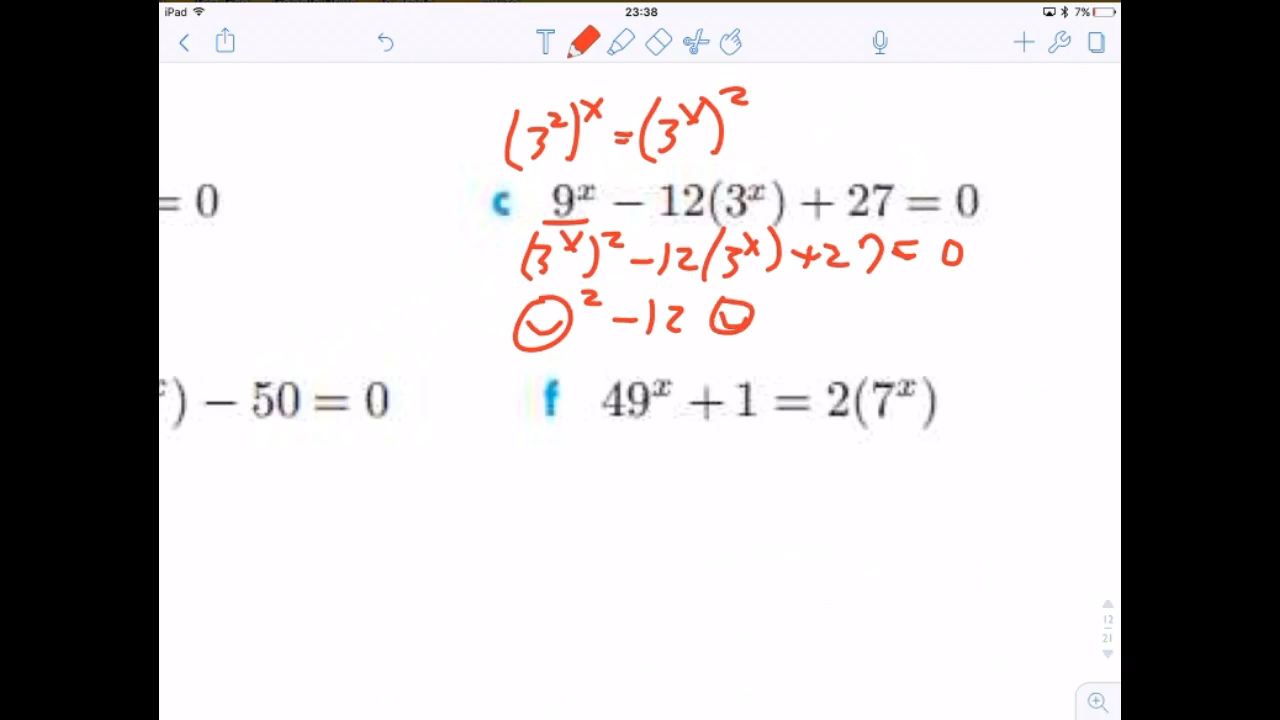 iPad 23:38 7%
T
(3²)ˣ = (3ˣ)²
= 0 c 9ˣ − 12(3ˣ) + 27 = 0
(3ˣ)² − 12(3ˣ) + 27 = 0
² − 12
ˣ) − 50 = 0 f 49ˣ + 1 = 2(7ˣ)
12
21